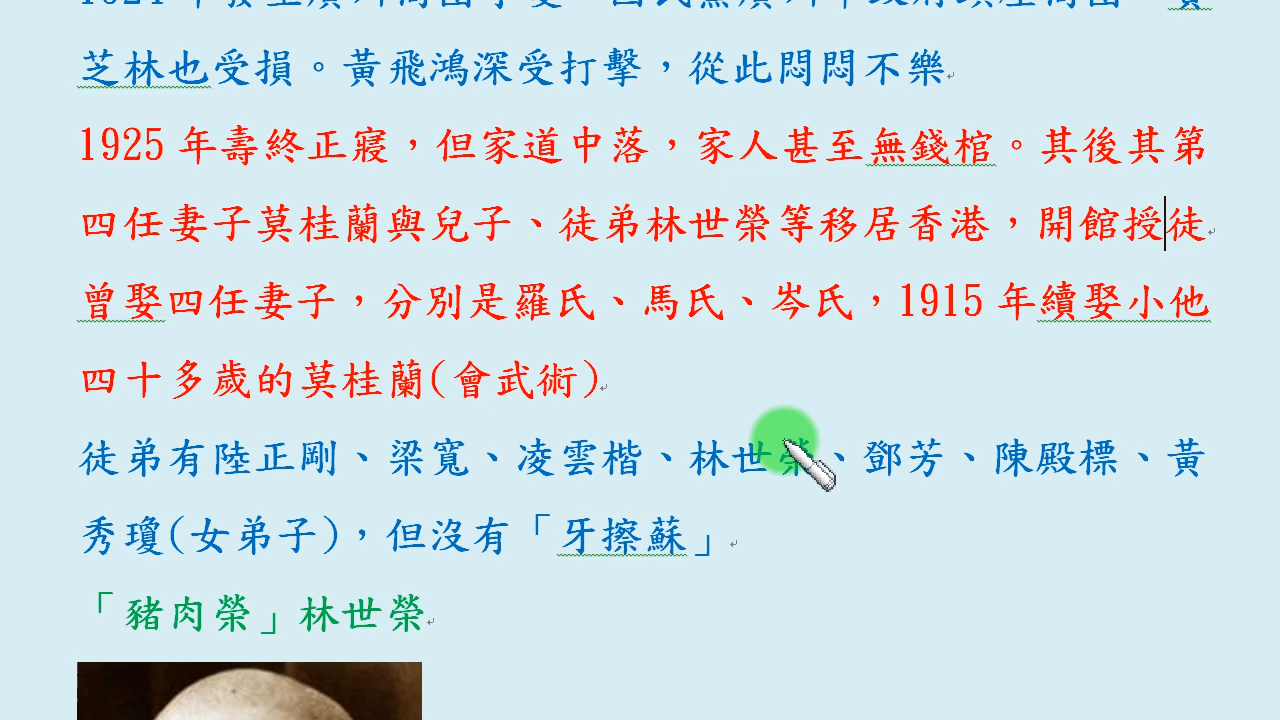 芝林也受損。黃飛鴻深受打擊，從此悶悶不樂
1925 年壽終正寢，但家道中落，家人甚至無錢棺。其後其第
四任妻子莫桂蘭與兒子、徒弟林世榮等移居香港，開館授徒
曾娶四任妻子，分別是羅氏、馬氏、岑氏，1915 年續娶小他
四十多歲的莫桂蘭(會武術)
徒弟有陸正剛、梁寬、凌雲楷、林世榮、鄧芳、陳殿標、黃
秀瓊(女弟子)，但沒有「牙擦蘇」
「豬肉榮」林世榮